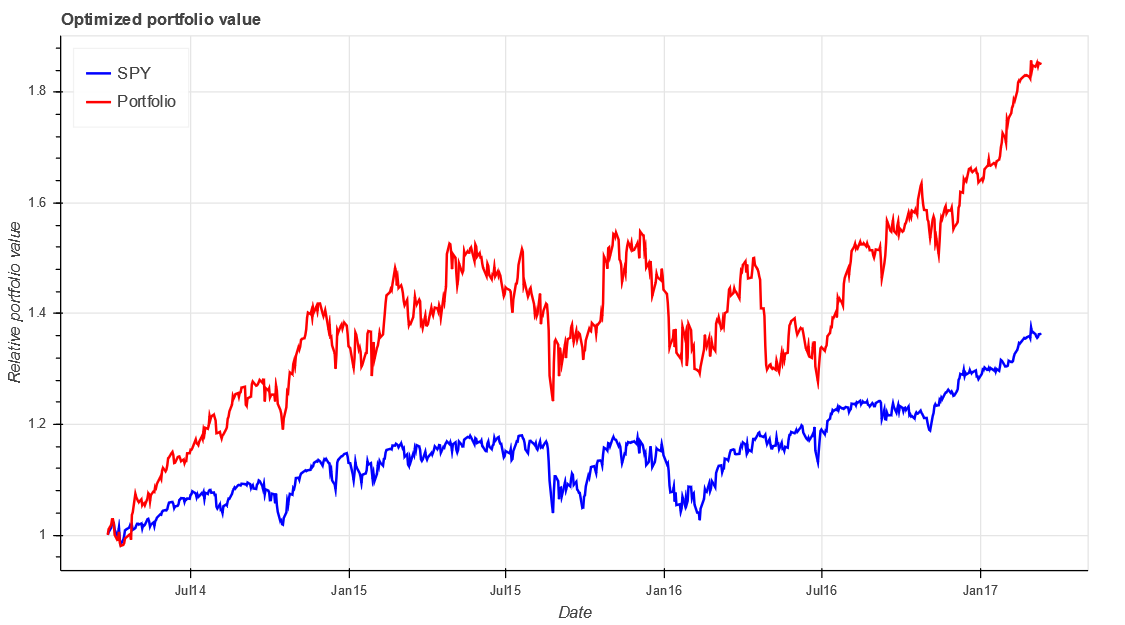 Optimized portfolio value
SPY
Portfolio
1.8
1.6
1.4
1.2
1
Relative portfolio value
Jul14 Jan15 Jul15 Jan16 Jul16 Jan17
Date